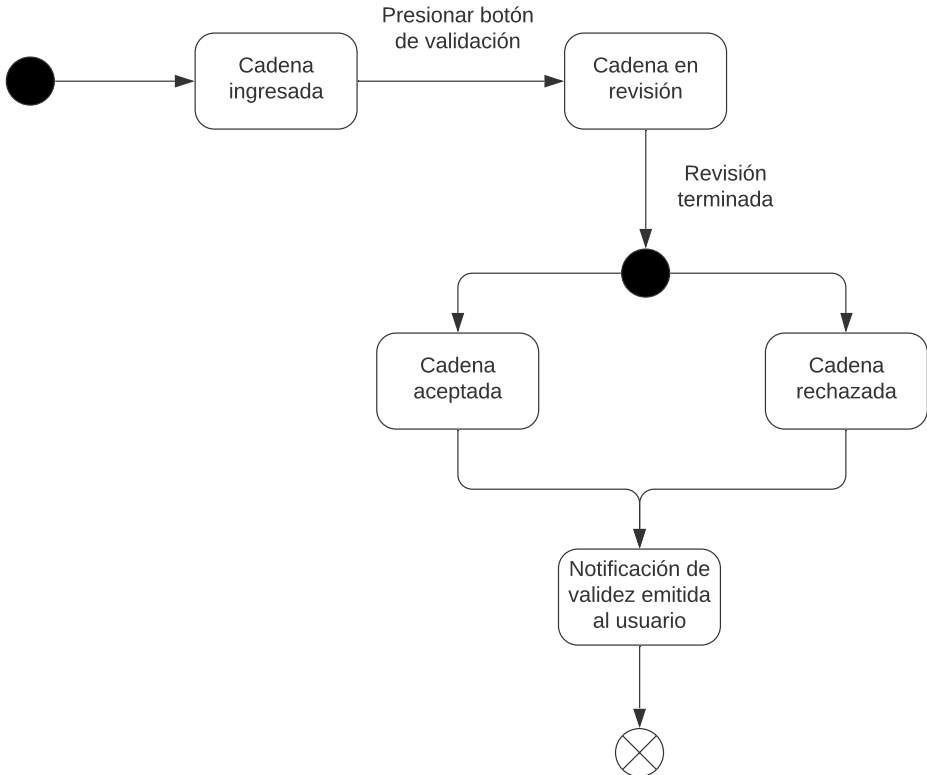 Presionar botón
de validación
Cadena
ingresada
Cadena en
revisión
Revisión
terminada
Cadena
aceptada
Cadena
rechazada
Notificación de
validez emitida
al usuario